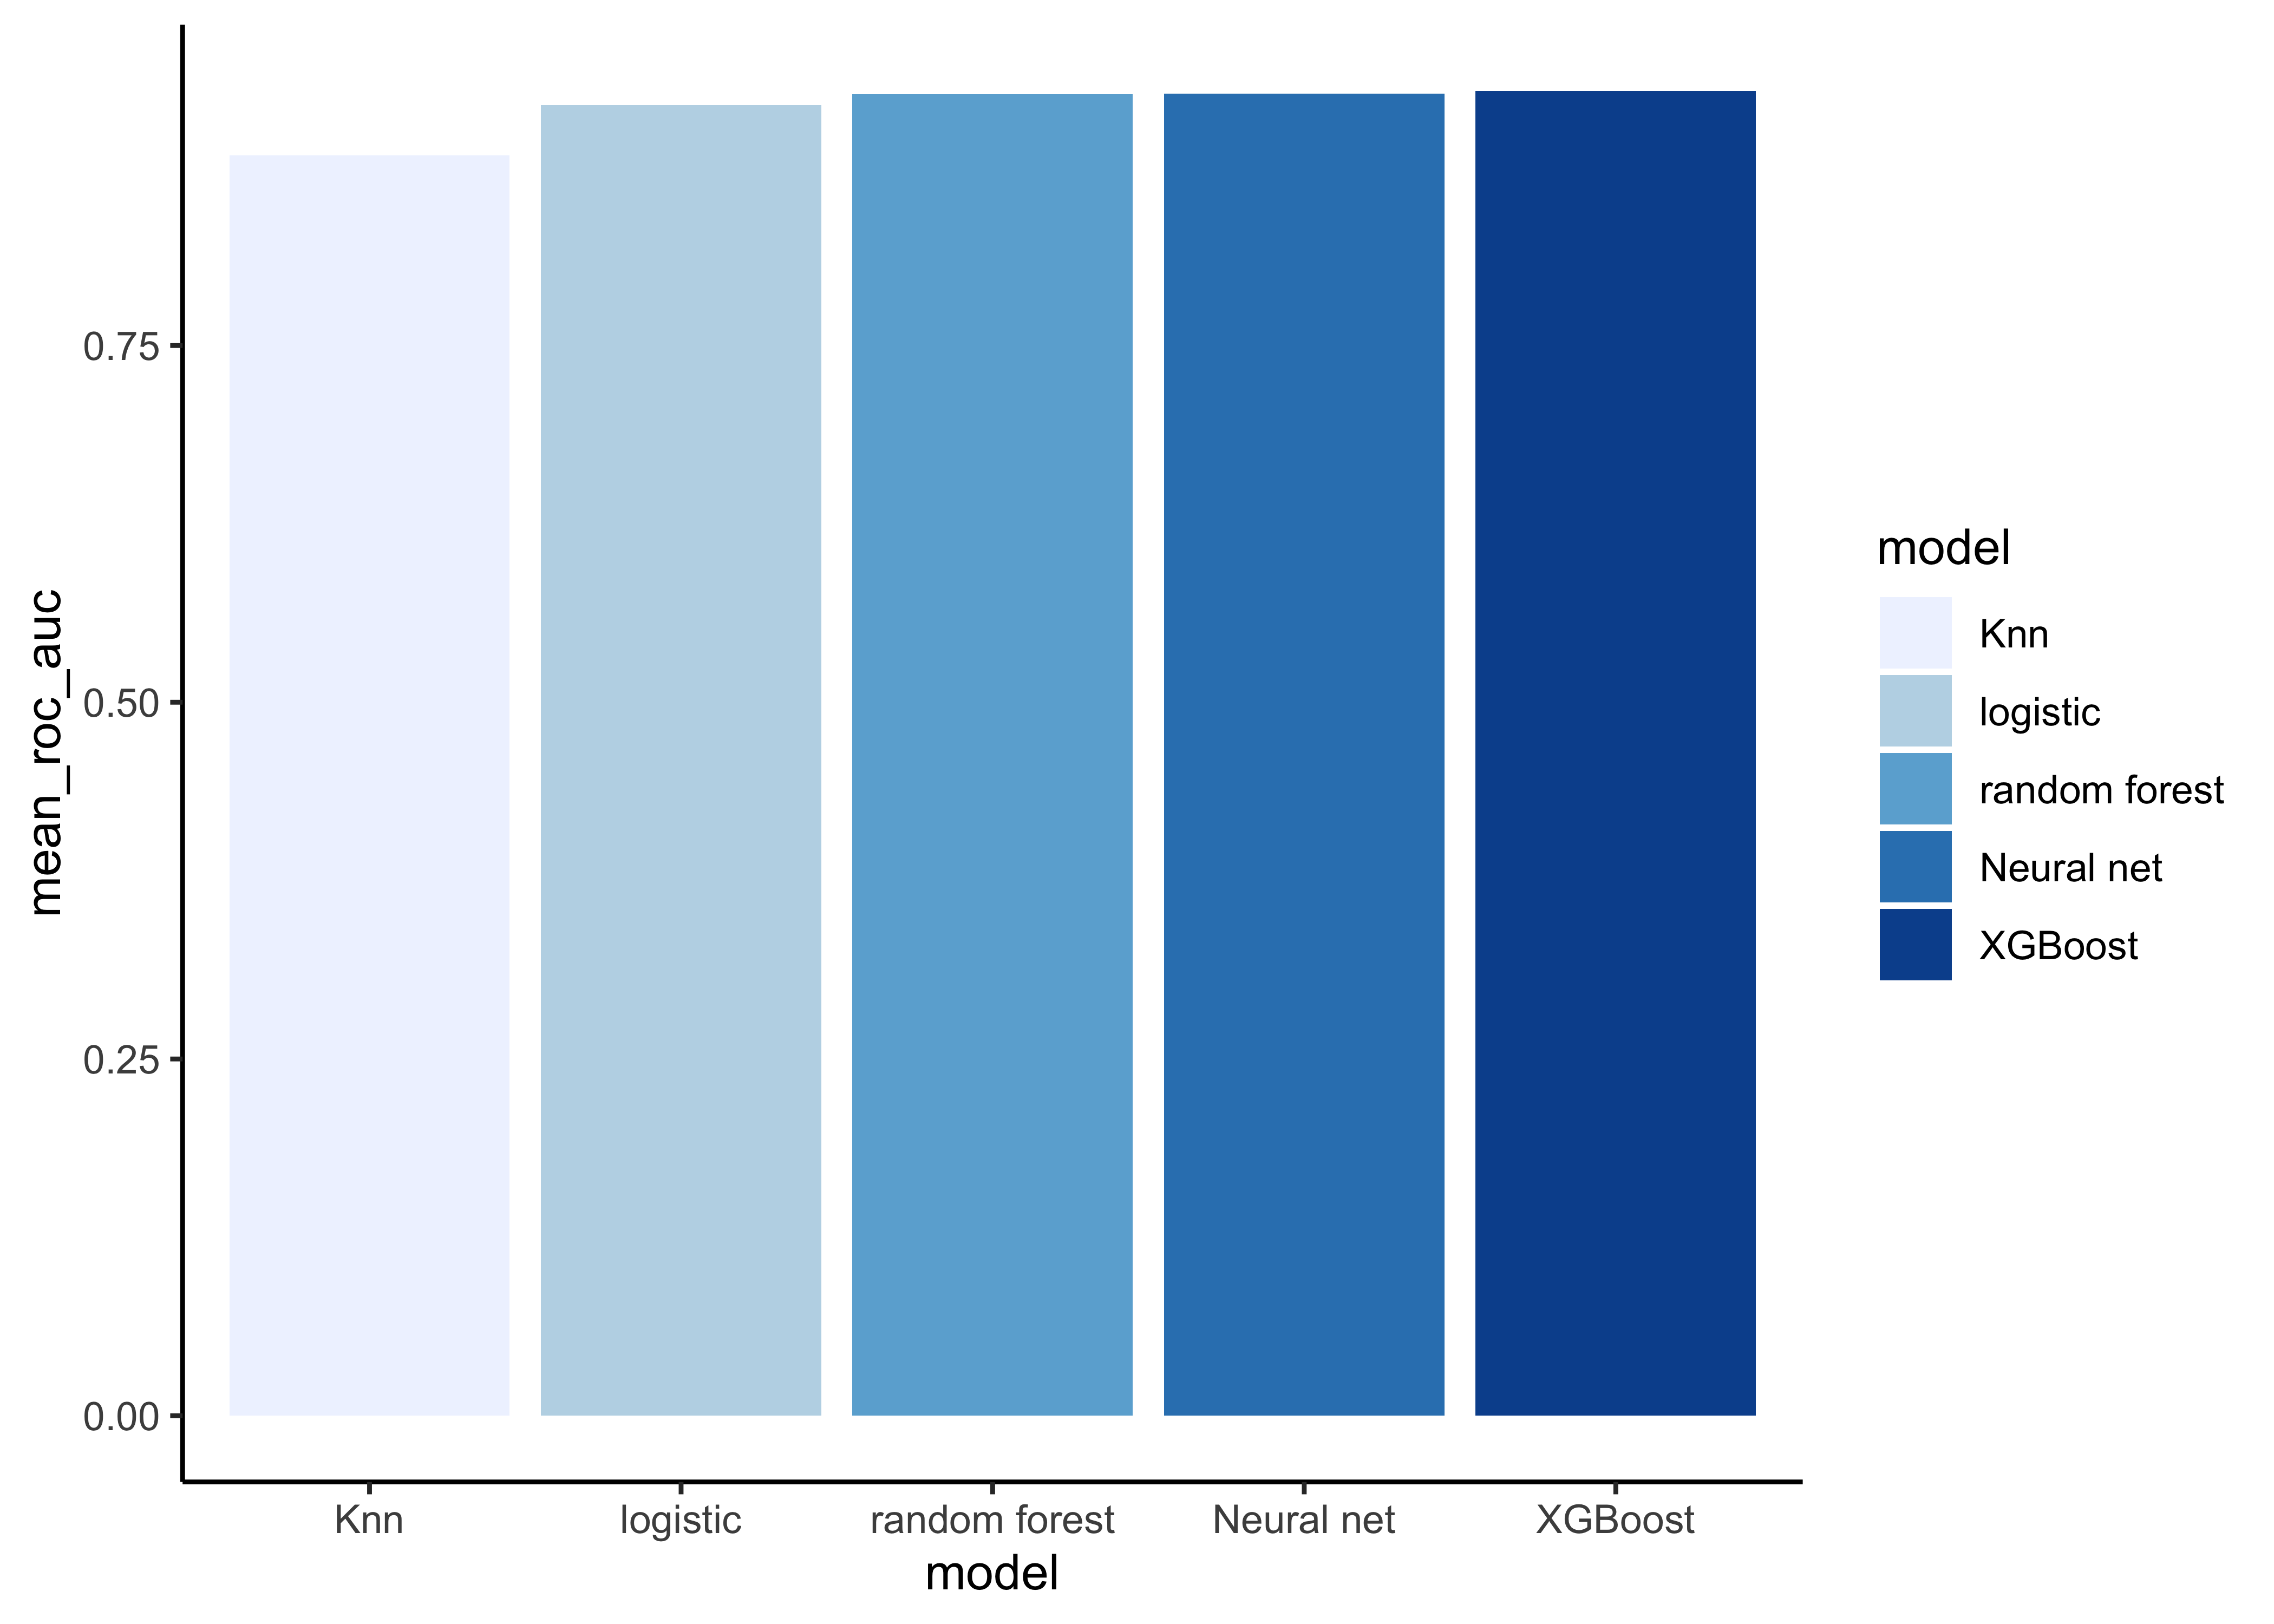 mean_roc_auc
0.75
0.50
0.25
0.00
Knn
logistic
random forest
Neural net
XGBoost
model
model
Knn
logistic
random forest
Neural net
XGBoost